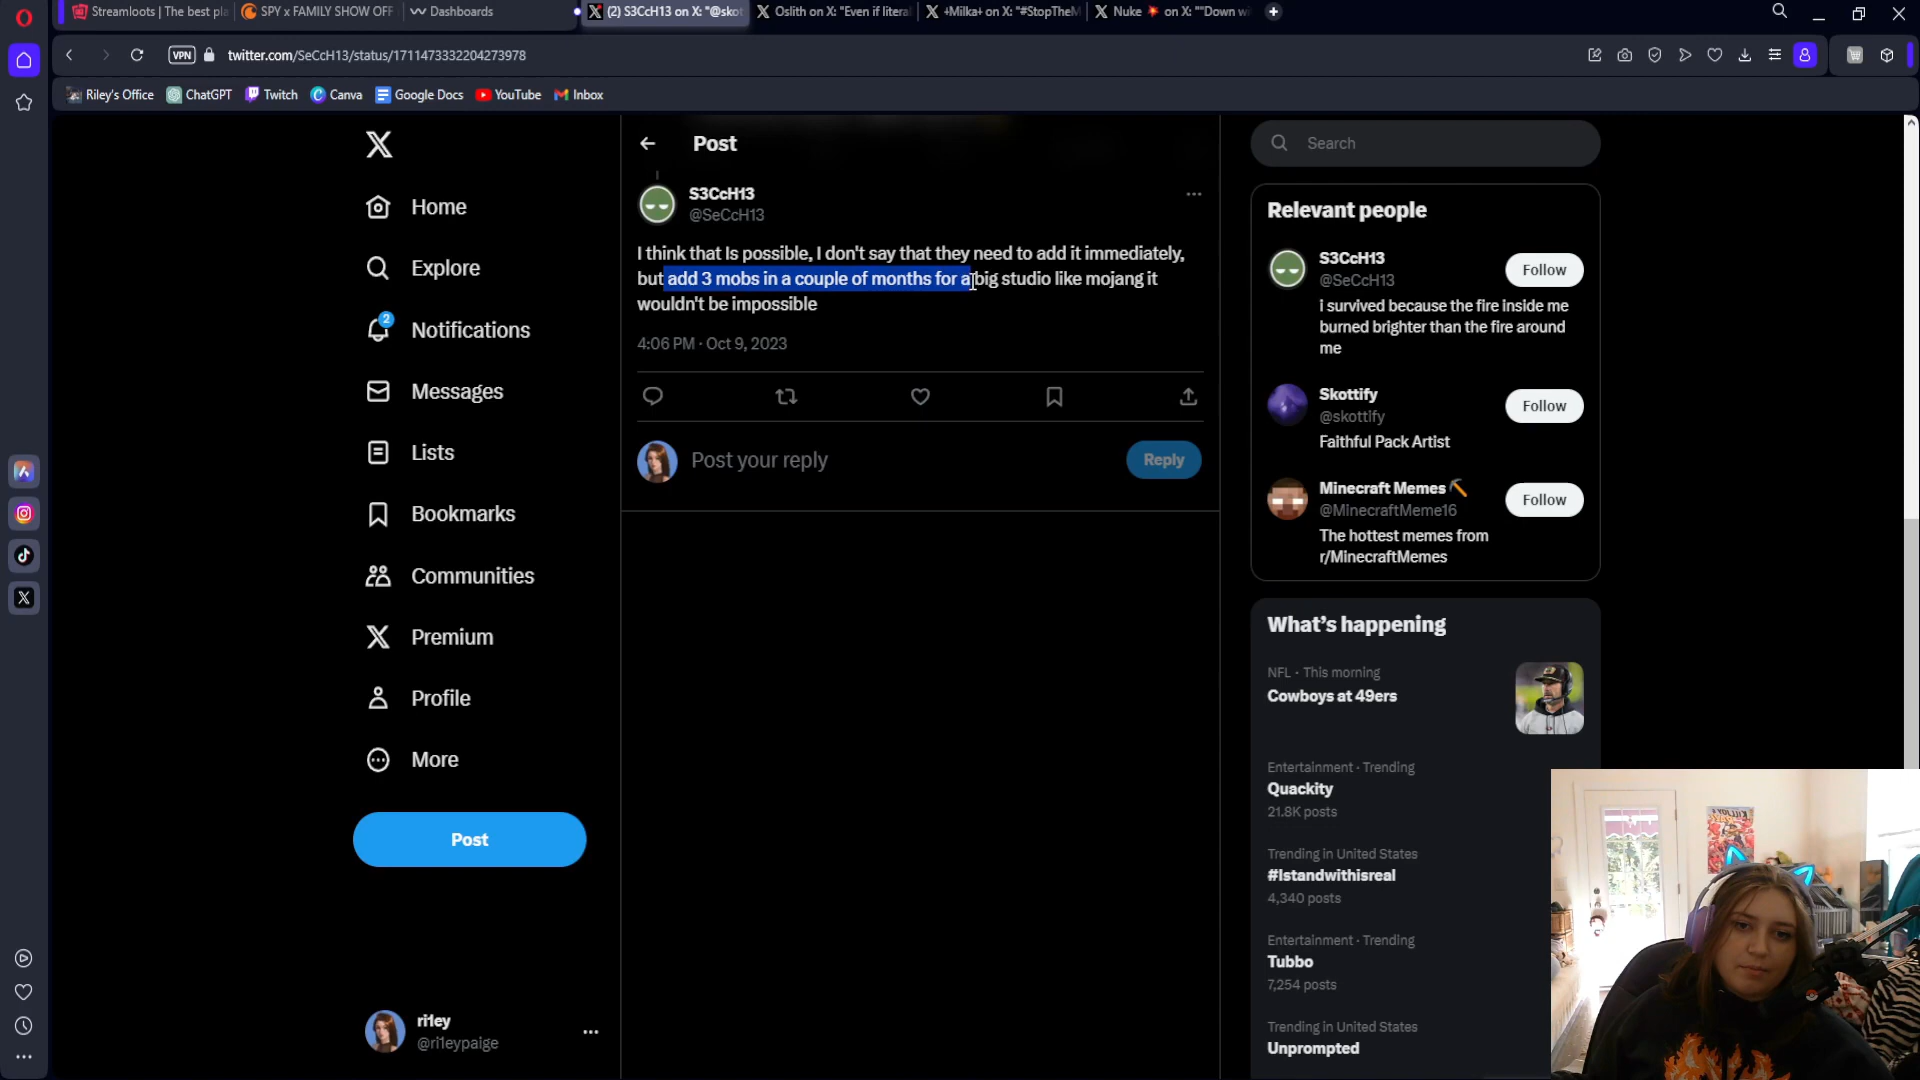 Streamloots | The best pla
SPY x FAMILY SHOW OFF
Dashboards
(2) S3CcH13 on X: "@skot
Oslith on X: "Even if literal
+Milka+ on X: "#StopTheM
Nuke 💥 on X: ""Down wi
VPN
twitter.com/SeCcH13/status/1711473332204273978
Riley's Office
ChatGPT
Twitch
Canva
Google Docs
YouTube
Inbox
Home
Explore
2
Notifications
Messages
Lists
Bookmarks
Communities
Premium
Profile
More
Post
ri1ey
@ri1eypaige
Post
S3CcH13
@SeCcH13
I think that Is possible, I don't say that they need to add it immediately,
but add 3 mobs in a couple of months for a big studio like mojang it
wouldn't be impossible
4:06 PM · Oct 9, 2023
Post your reply
Reply
Search
Relevant people
S3CcH13
@SeCcH13
Follow
i survived because the fire inside me
burned brighter than the fire around
me
Skottify
@skottify
Follow
Faithful Pack Artist
Minecraft Memes ⛏
@MinecraftMeme16
Follow
The hottest memes from
r/MinecraftMemes
What's happening
NFL · This morning
Cowboys at 49ers
Entertainment · Trending
Quackity
21.8K posts
Trending in United States
#Istandwithisreal
4,340 posts
Entertainment · Trending
Tubbo
7,254 posts
Trending in United States
Unprompted